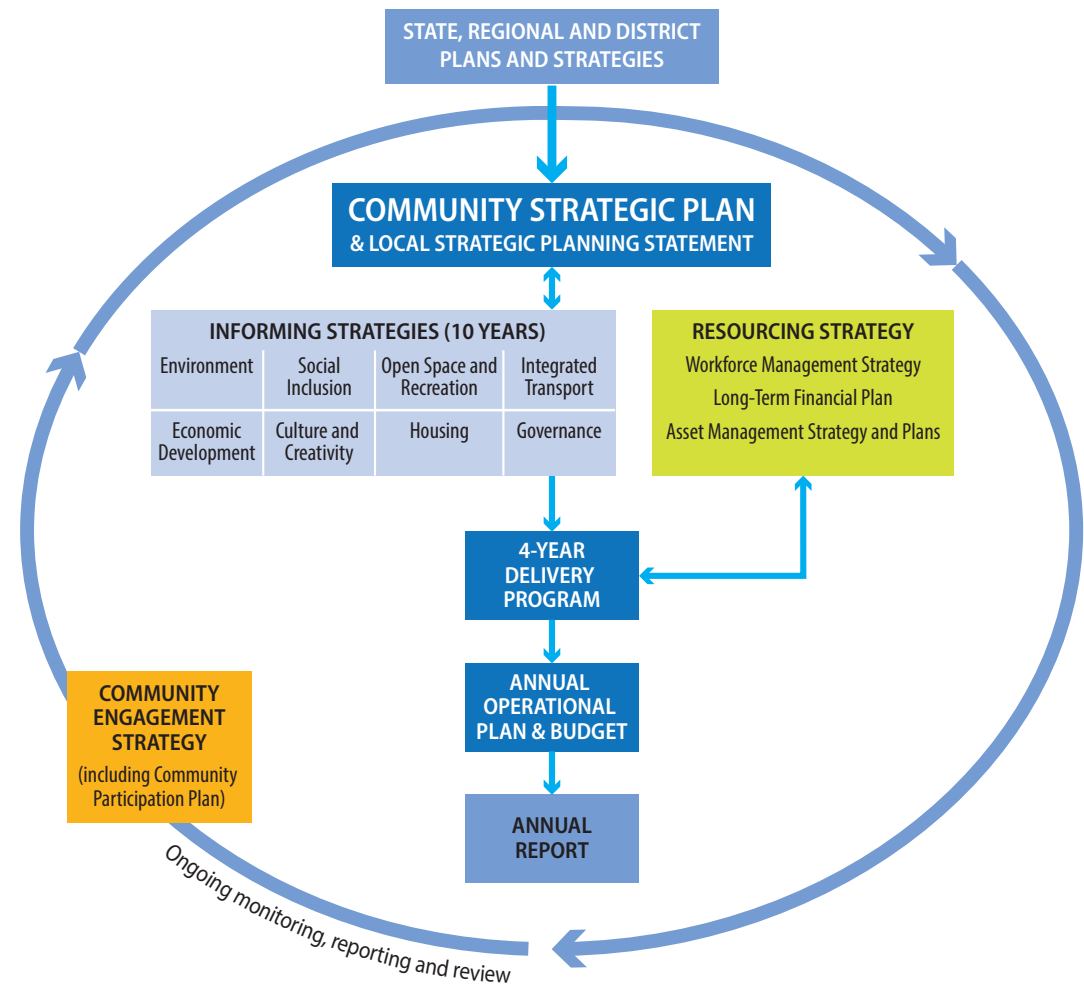 STATE, REGIONAL AND DISTRICT
PLANS AND STRATEGIES
COMMUNITY STRATEGIC PLAN
& LOCAL STRATEGIC PLANNING STATEMENT
INFORMING STRATEGIES (10 YEARS)
Environment
Social
Inclusion
Open Space and
Recreation
Integrated
Transport
Economic
Development
Culture and
Creativity
Housing
Governance
RESOURCING STRATEGY
Workforce Management Strategy
Long-Term Financial Plan
Asset Management Strategy and Plans
4-YEAR
DELIVERY
PROGRAM
ANNUAL
OPERATIONAL
PLAN & BUDGET
ANNUAL
REPORT
COMMUNITY
ENGAGEMENT
STRATEGY
(including Community
Participation Plan)
Ongoing monitoring, reporting and review